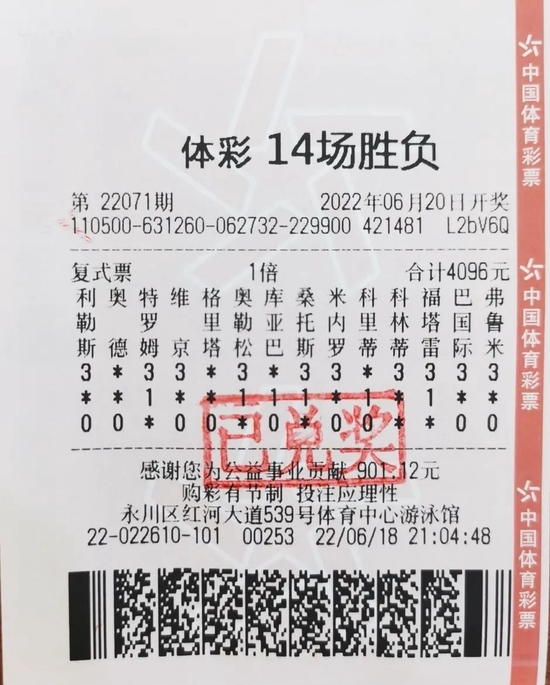 体彩 14场胜负
第 22071期 2022年06月20日开奖
110500-631260-062732-229900 421481 L2bV6Q
复式票 1倍 合计4096元
利 奥 特 维 格 奥 库 桑 米 科 科 福 巴 弗
勒 罗 里 勒 亚 托 内 里 林 塔 国 鲁
斯 德 姆 京 塔 松 巴 斯 罗 蒂 蒂 雷 际 米
3 * 3 3 * 3 * 3 3 * 3 3 3 3
* * 1 * * 1 1 1 * 1 * 1 * *
0 0 * 0 0 * 0 * 0 0 * * 0 0
已兑奖
感谢您为公益事业贡献 901.12元
购彩有节制 投注应理性
永川区红河大道539号体育中心游泳馆
22-022610-101 00253 22/06/18 21:04:48
中国体育彩票
中国体育彩票
中国体育彩票